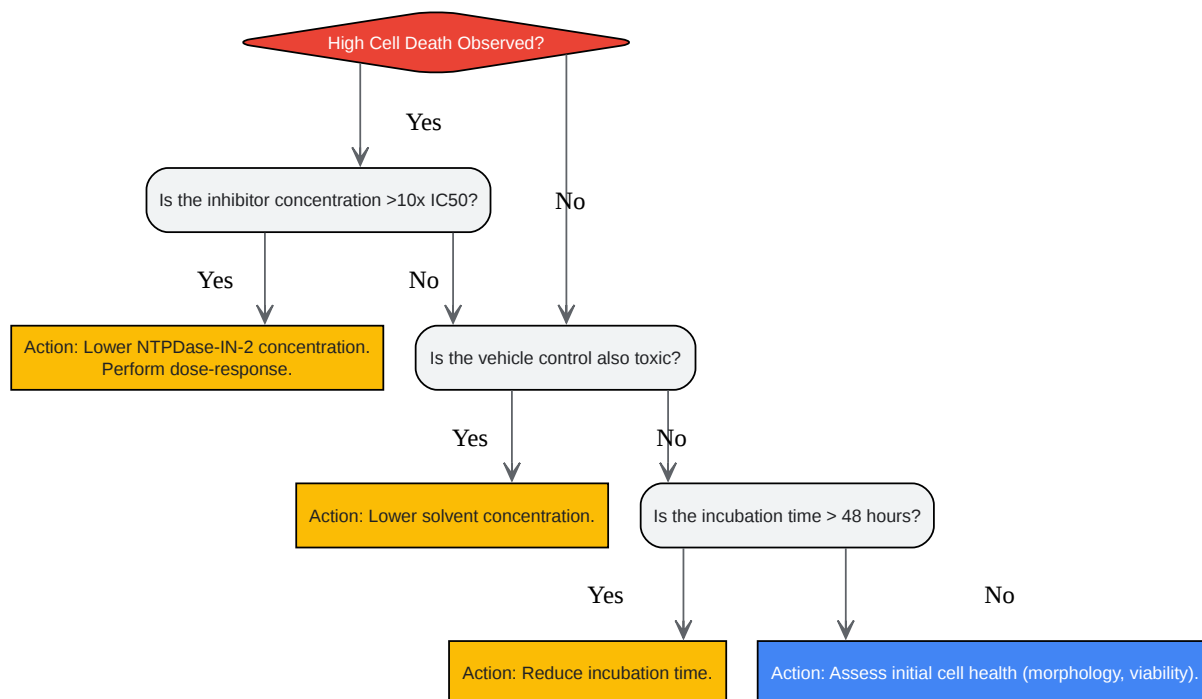 High Cell Death Observed?
Yes
Is the inhibitor concentration >10x IC50?
No
Yes
No
Action: Lower NTPDase-IN-2 concentration.
Perform dose-response.
Is the vehicle control also toxic?
Yes
No
Action: Lower solvent concentration.
Is the incubation time > 48 hours?
Yes
No
Action: Reduce incubation time.
Action: Assess initial cell health (morphology, viability).